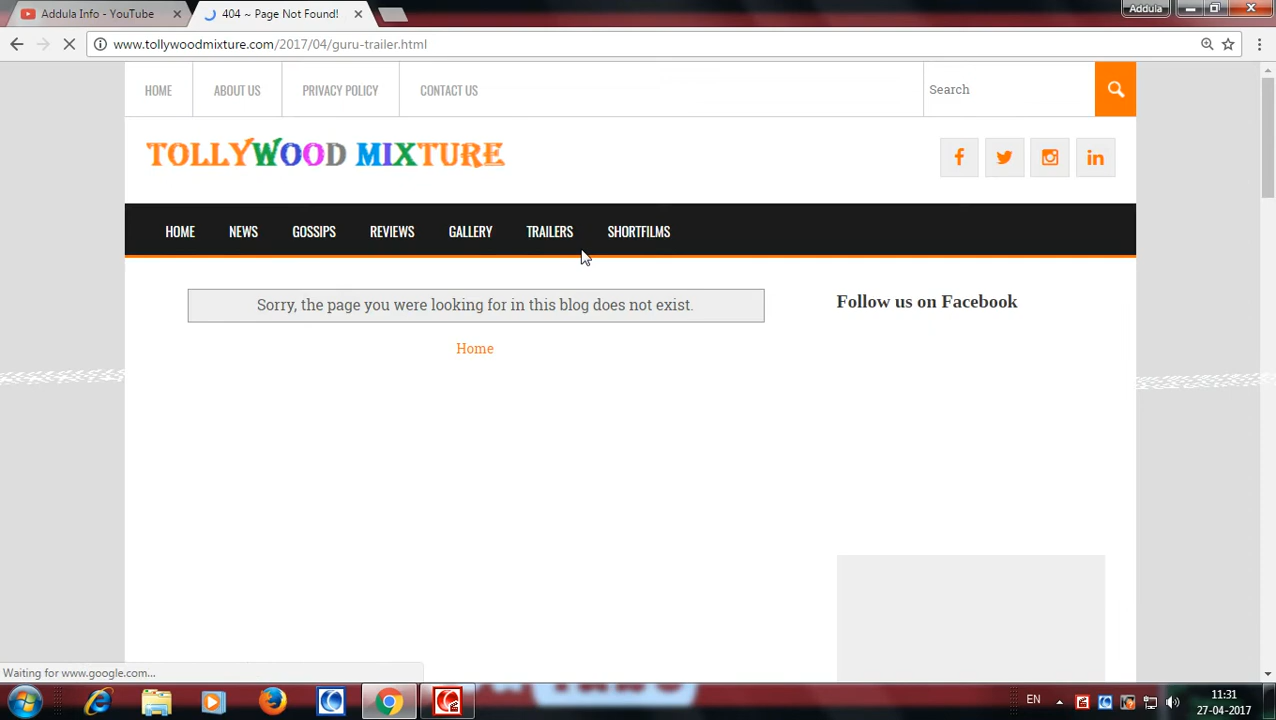 Addula Info - YouTube
404 ~ Page Not Found!
Addula
www.tollywoodmixture.com/2017/04/guru-trailer.html
HOME
ABOUT US
PRIVACY POLICY
CONTACT US
Search
TOLLYWOOD MIXTURE
HOME
NEWS
GOSSIPS
REVIEWS
GALLERY
TRAILERS
SHORTFILMS
Sorry, the page you were looking for in this blog does not exist.
Follow us on Facebook
Home
Waiting for www.google.com...
EN
11:31
27-04-2017